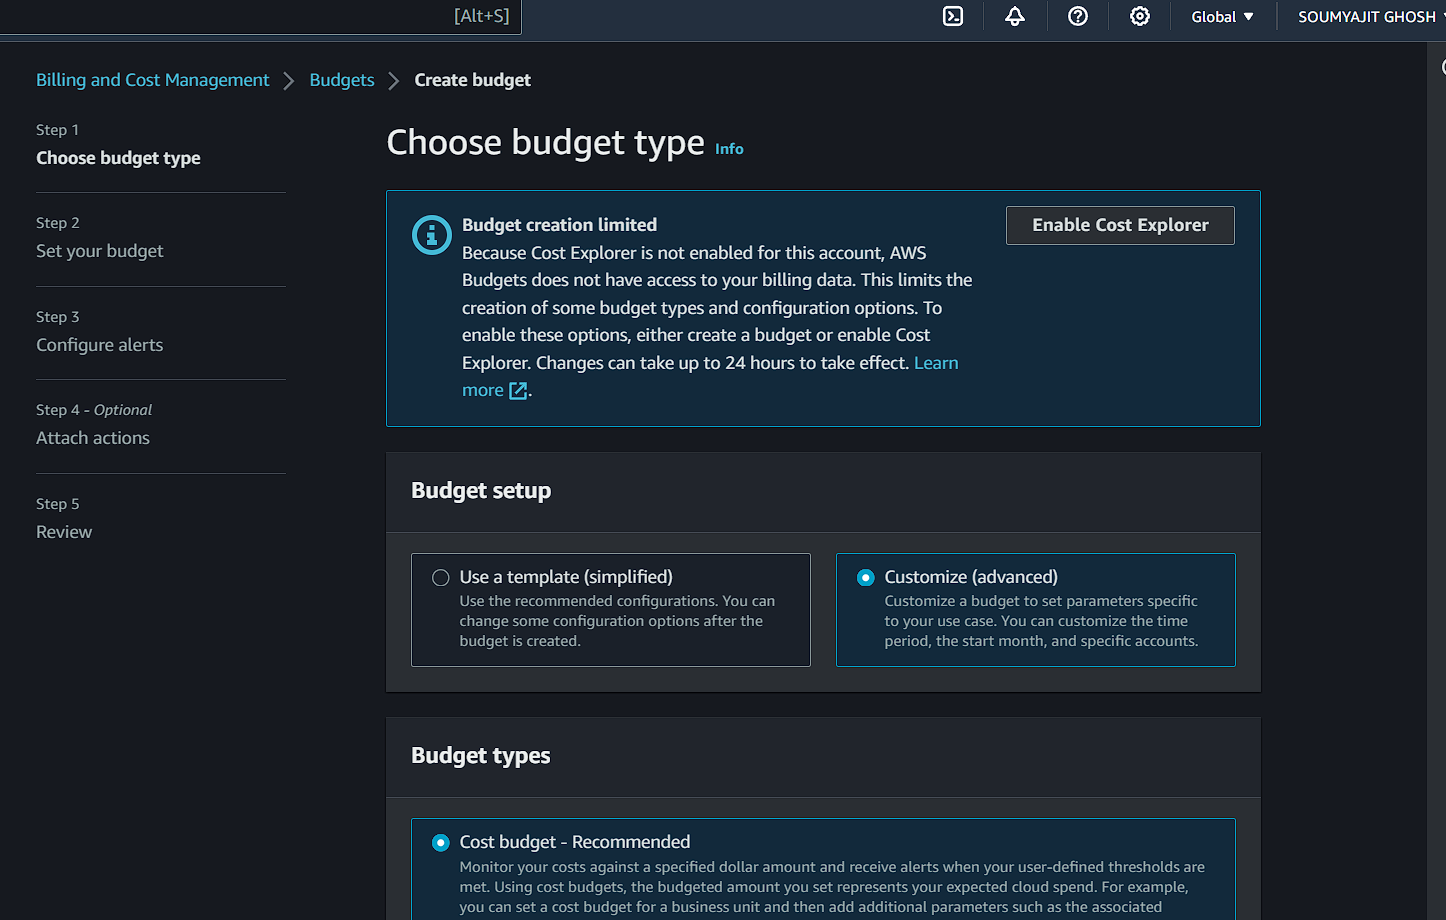 [Alt+S]
Global
SOUMYAJIT GHOSH
Billing and Cost Management
Budgets
Create budget
Step 1
Choose budget type
Step 2
Set your budget
Step 3
Configure alerts
Step 4 - Optional
Attach actions
Step 5
Review
Choose budget type Info
Budget creation limited
Because Cost Explorer is not enabled for this account, AWS
Budgets does not have access to your billing data. This limits the
creation of some budget types and configuration options. To
enable these options, either create a budget or enable Cost
Explorer. Changes can take up to 24 hours to take effect. Learn
more.
Enable Cost Explorer
Budget setup
Use a template (simplified)
Use the recommended configurations. You can
change some configuration options after the
budget is created.
Customize (advanced)
Customize a budget to set parameters specific
to your use case. You can customize the time
period, the start month, and specific accounts.
Budget types
Cost budget - Recommended
Monitor your costs against a specified dollar amount and receive alerts when your user-defined thresholds are
met. Using cost budgets, the budgeted amount you set represents your expected cloud spend. For example,
you can set a cost budget for a business unit and then add additional parameters such as the associated